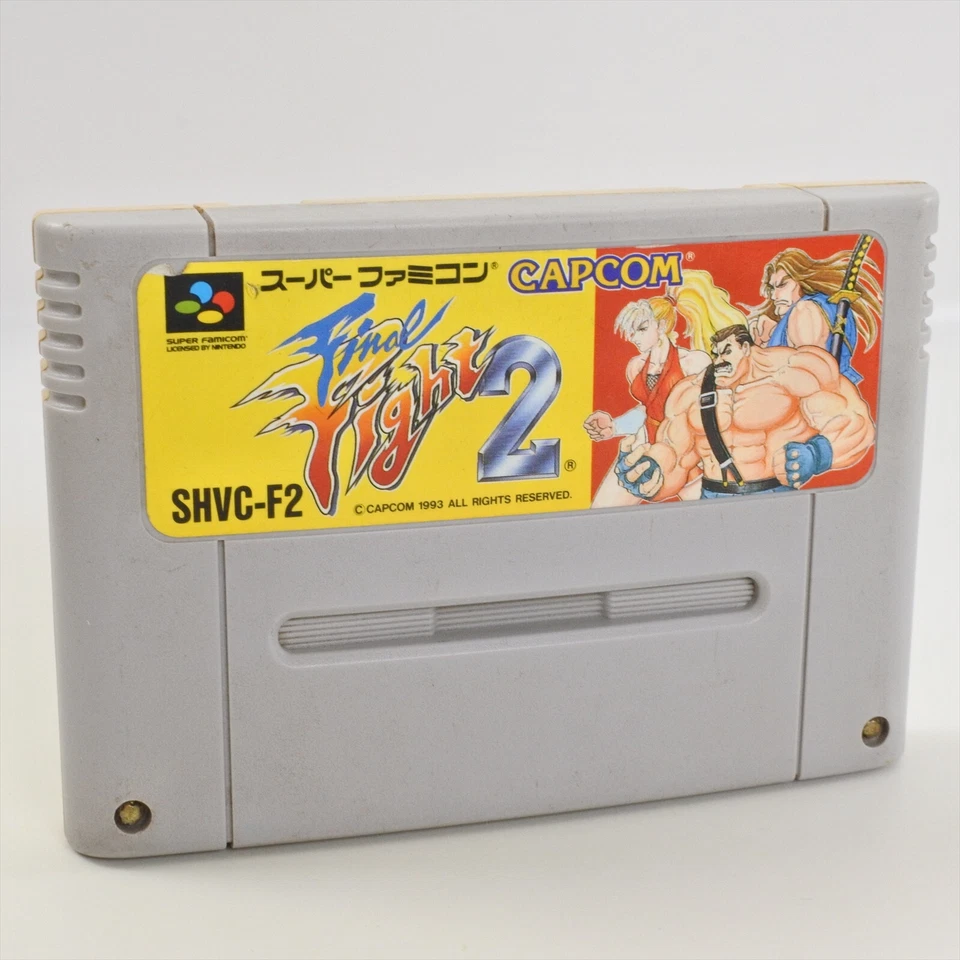 スーパーファミコン®
CAPCOM®
SUPER FAMICOM
LICENSED BY NINTENDO
Final
Fight 2®
SHVC-F2
© CAPCOM 1993 ALL RIGHTS RESERVED.